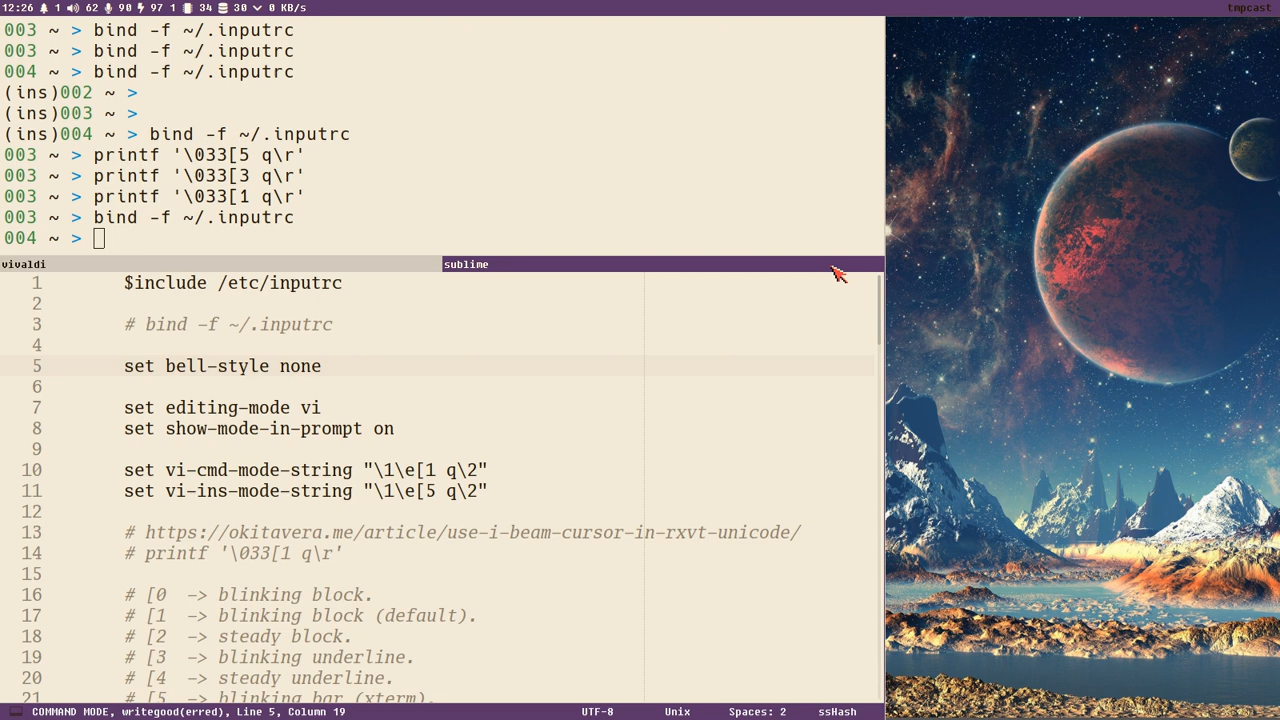 12:26 1 62 90 97 1 34 30 0 KB/s tmpcast
003 ~ > bind -f ~/.inputrc
003 ~ > bind -f ~/.inputrc
004 ~ > bind -f ~/.inputrc
(ins)002 ~ >
(ins)003 ~ >
(ins)004 ~ > bind -f ~/.inputrc
003 ~ > printf '\033[5 q\r'
003 ~ > printf '\033[3 q\r'
003 ~ > printf '\033[1 q\r'
003 ~ > bind -f ~/.inputrc
004 ~ >
vivaldi sublime
1 $include /etc/inputrc
2
3 # bind -f ~/.inputrc
4
5 set bell-style none
6
7 set editing-mode vi
8 set show-mode-in-prompt on
9
10 set vi-cmd-mode-string "\1\e[1 q\2"
11 set vi-ins-mode-string "\1\e[5 q\2"
12
13 # https://okitavera.me/article/use-i-beam-cursor-in-rxvt-unicode/
14 # printf '\033[1 q\r'
15
16 # [0 -> blinking block.
17 # [1 -> blinking block (default).
18 # [2 -> steady block.
19 # [3 -> blinking underline.
20 # [4 -> steady underline.
21 # [5 -> blinking bar (xterm).
COMMAND MODE, writegood(erred), Line 5, Column 19 UTF-8 Unix Spaces: 2 ssHash